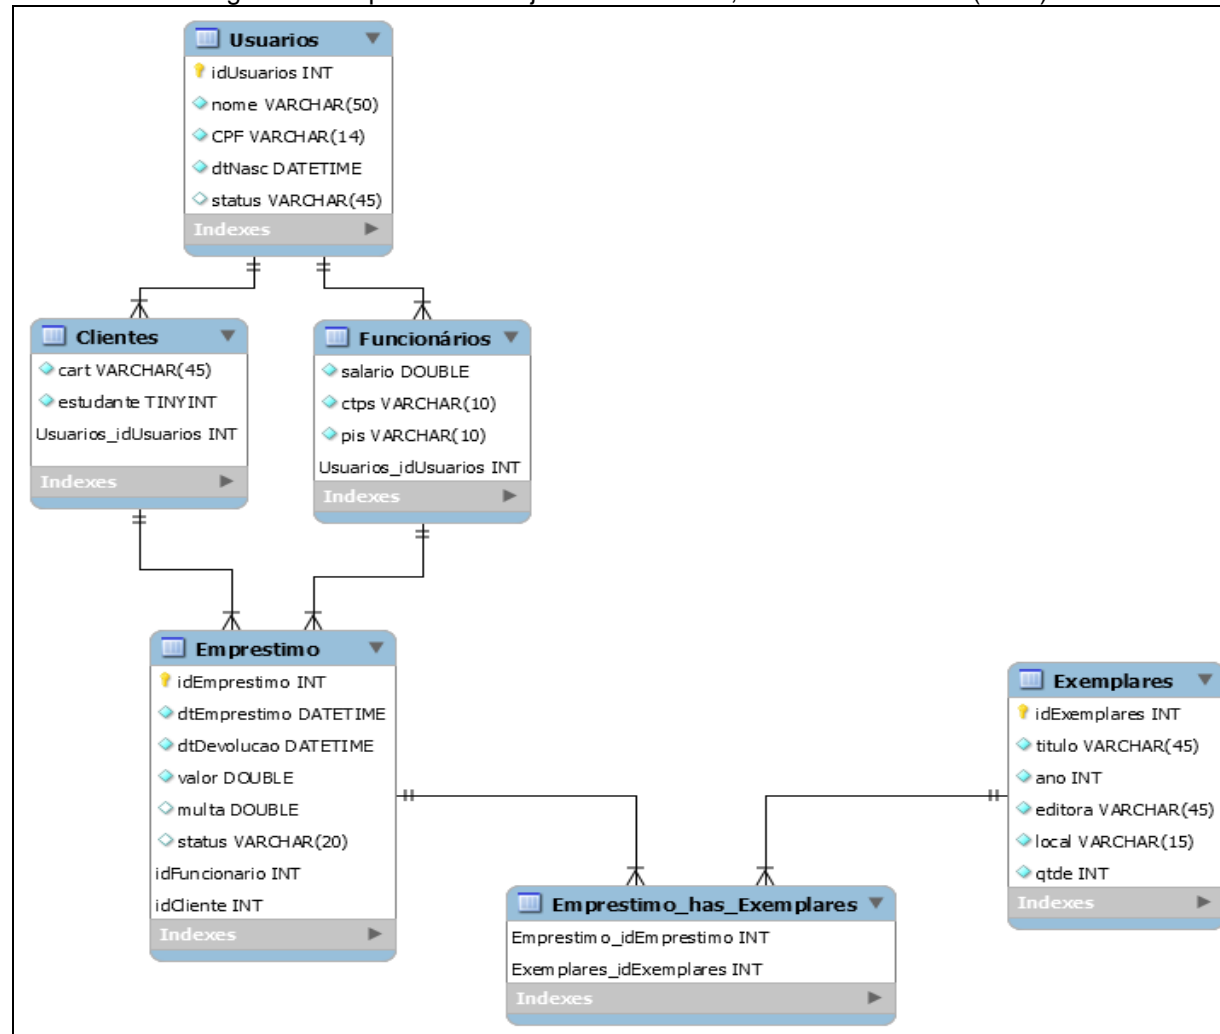 Usuarios
idUsuarios INT
nome VARCHAR(50)
CPF VARCHAR(14)
dtNasc DATETIME
status VARCHAR(45)
Indexes
Clientes
cart VARCHAR(45)
estudante TINYINT
Usuarios_idUsuarios INT
Indexes
Funcionários
salario DOUBLE
ctps VARCHAR(10)
pis VARCHAR(10)
Usuarios_idUsuarios INT
Indexes
Emprestimo
idEmprestimo INT
dtEmprestimo DATETIME
dtDevolucao DATETIME
valor DOUBLE
multa DOUBLE
status VARCHAR(20)
idFuncionario INT
idCliente INT
Indexes
Exemplares
idExemplares INT
titulo VARCHAR(45)
ano INT
editora VARCHAR(45)
local VARCHAR(15)
qtde INT
Indexes
Emprestimo_has_Exemplares
Emprestimo_idEmprestimo INT
Exemplares_idExemplares INT
Indexes